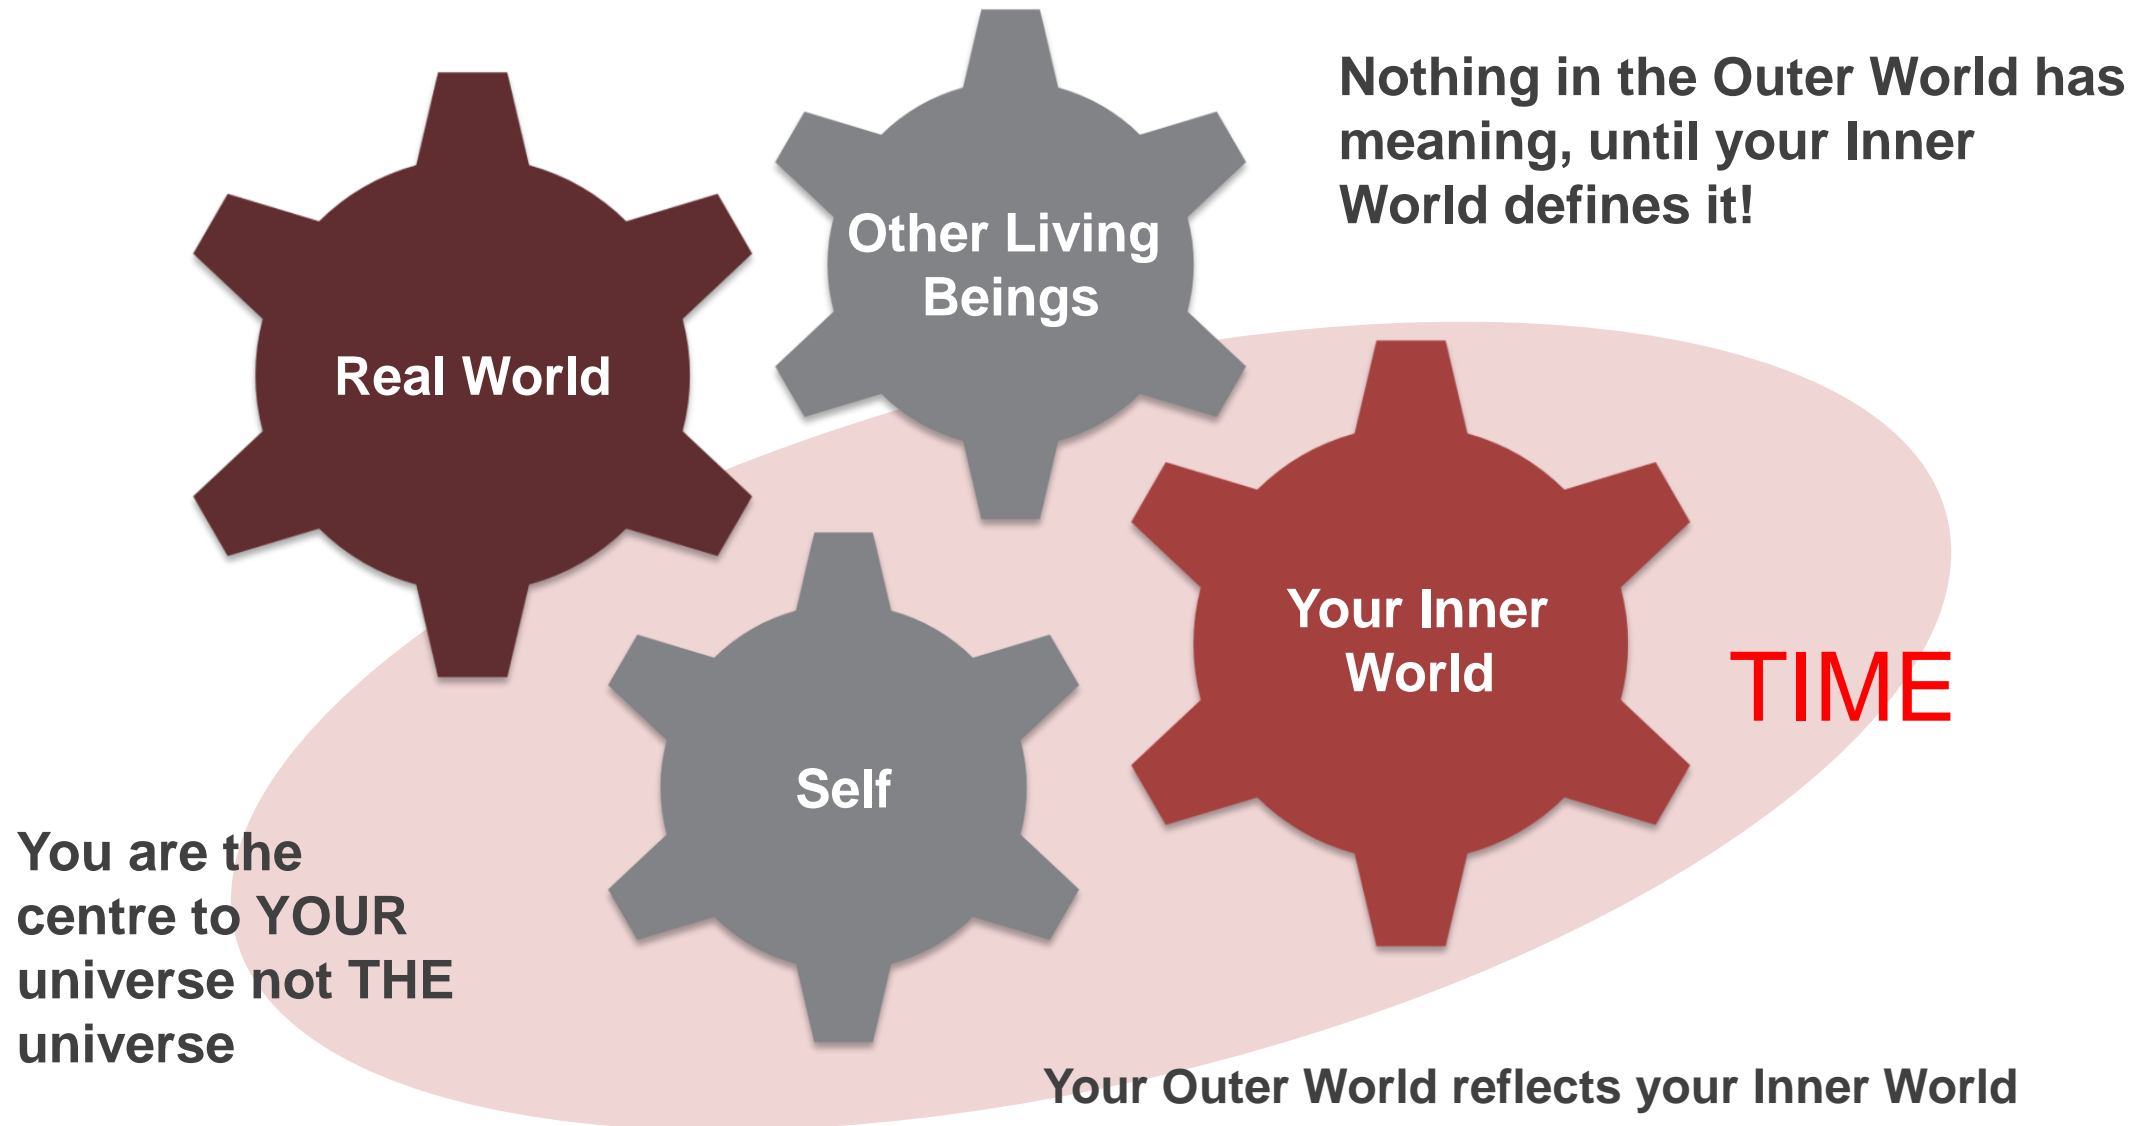 Nothing in the Outer World has
meaning, until your Inner
World defines it!
Other Living
Beings
Real World
Your Inner
World
TIME
Self
You are the
centre to YOUR
universe not THE
universe
Your Outer World reflects your Inner World